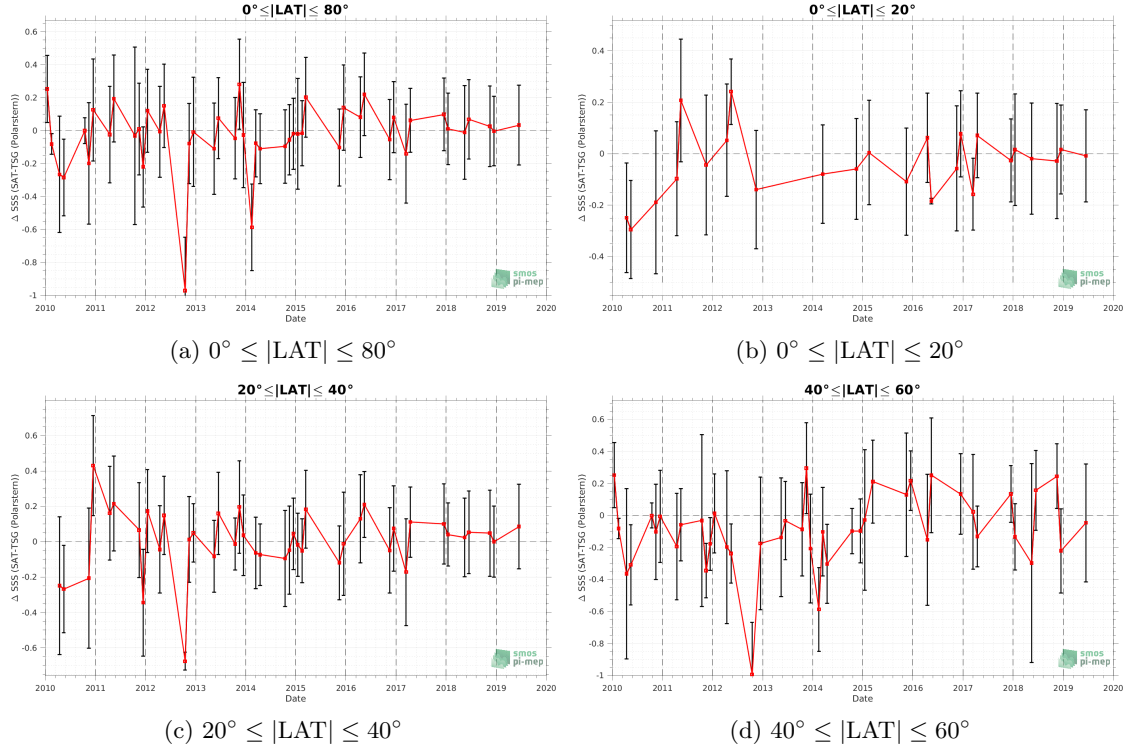 0°≤|LAT|≤ 80°
Δ SSS (SAT-TSG (Polarstern))
0.6
0.4
0.2
0
-0.2
-0.4
-0.6
-0.8
-1
2010 2011 2012 2013 2014 2015 2016 2017 2018 2019 2020
Date
smos
pi-mep
(a) 0° ≤ |LAT| ≤ 80°
0°≤|LAT|≤ 20°
Δ SSS (SAT-TSG (Polarstern))
0.4
0.2
0
-0.2
-0.4
2010 2011 2012 2013 2014 2015 2016 2017 2018 2019 2020
Date
smos
pi-mep
(b) 0° ≤ |LAT| ≤ 20°
20°≤|LAT|≤ 40°
Δ SSS (SAT-TSG (Polarstern))
0.6
0.4
0.2
0
-0.2
-0.4
-0.6
2010 2011 2012 2013 2014 2015 2016 2017 2018 2019 2020
Date
smos
pi-mep
(c) 20° ≤ |LAT| ≤ 40°
40°≤|LAT|≤ 60°
Δ SSS (SAT-TSG (Polarstern))
0.6
0.4
0.2
0
-0.2
-0.4
-0.6
-0.8
-1
2010 2011 2012 2013 2014 2015 2016 2017 2018 2019 2020
Date
smos
pi-mep
(d) 40° ≤ |LAT| ≤ 60°